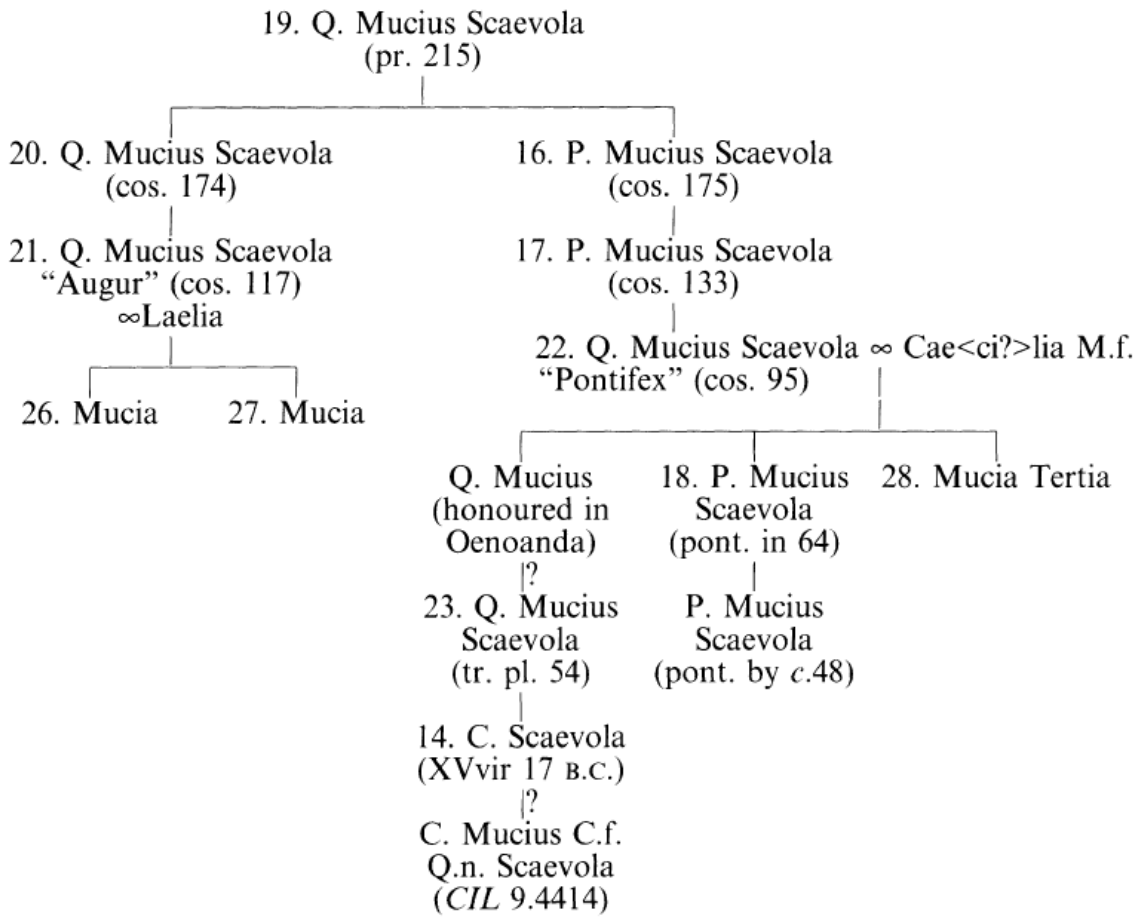 19. Q. Mucius Scaevola
(pr. 215)
20. Q. Mucius Scaevola
(cos. 174)
16. P. Mucius Scaevola
(cos. 175)
21. Q. Mucius Scaevola
“Augur” (cos. 117)
∞Laelia
17. P. Mucius Scaevola
(cos. 133)
22. Q. Mucius Scaevola ∞ Cae<ci?>lia M.f.
“Pontifex” (cos. 95)
26. Mucia
27. Mucia
Q. Mucius
(honoured in
Oenoanda)
18. P. Mucius
Scaevola
(pont. in 64)
28. Mucia Tertia
?
23. Q. Mucius
Scaevola
(tr. pl. 54)
P. Mucius
Scaevola
(pont. by c.48)
14. C. Scaevola
(XVvir 17 B.C.)
?
C. Mucius C.f.
Q.n. Scaevola
(CIL 9.4414)